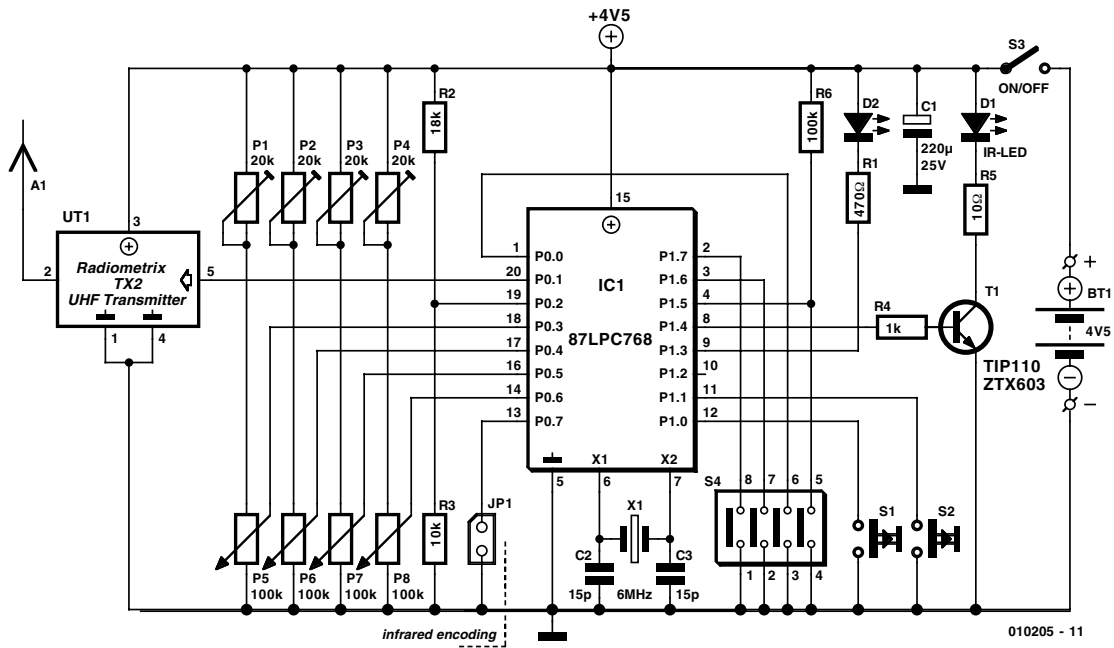 +4V5
S3
ON/OFF
A1
UT1
3
Radiometrix
TX2
UHF Transmitter
2
5
1
4
P1
20k
P2
20k
P3
20k
P4
20k
R2
18k
R6
100k
D2
R1
470Ω
C1
220µ
25V
D1
IR-LED
R5
10Ω
15
IC1
87LPC768
1
P0.0
20
P0.1
19
P0.2
18
P0.3
17
P0.4
16
P0.5
14
P0.6
13
P0.7
P1.7
2
P1.6
3
P1.5
4
P1.4
8
P1.3
9
P1.2
10
P1.1
11
P1.0
12
X1
X2
5
6
7
R4
1k
T1
TIP110
ZTX603
+
BT1
4V5
−
P5
100k
P6
100k
P7
100k
P8
100k
R3
10k
JP1
X1
C2
15p
6MHz
C3
15p
S4
8
7
6
5
1
2
3
4
S1
S2
infrared encoding
010205 - 11